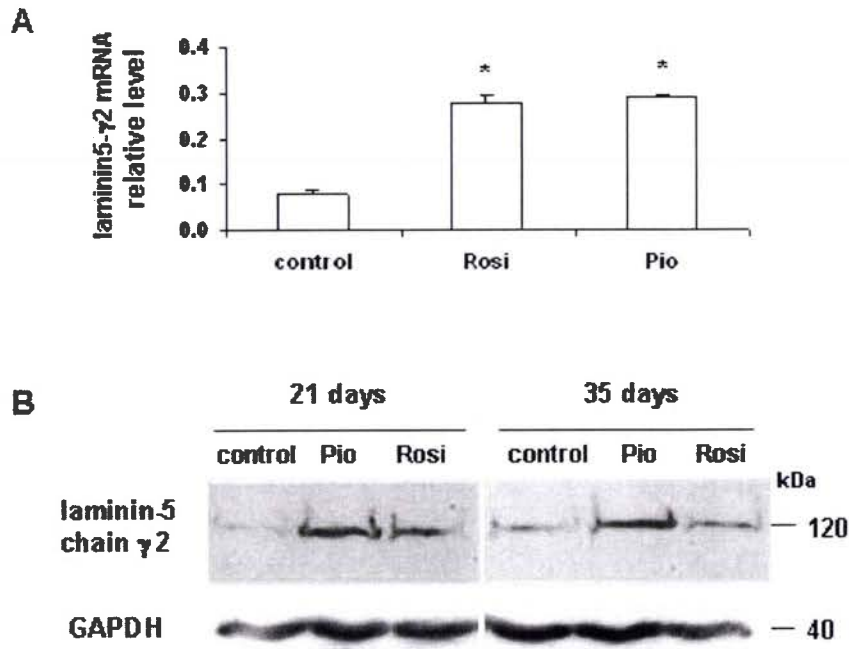 A
laminin5-γ2 mRNA
relative level
0.4
0.3
0.2
0.1
0.0
*
*
control
Rosi
Pio
B
21 days
35 days
control Pio Rosi
control Pio Rosi
kDa
laminin-5
chain γ2
120
GAPDH
40